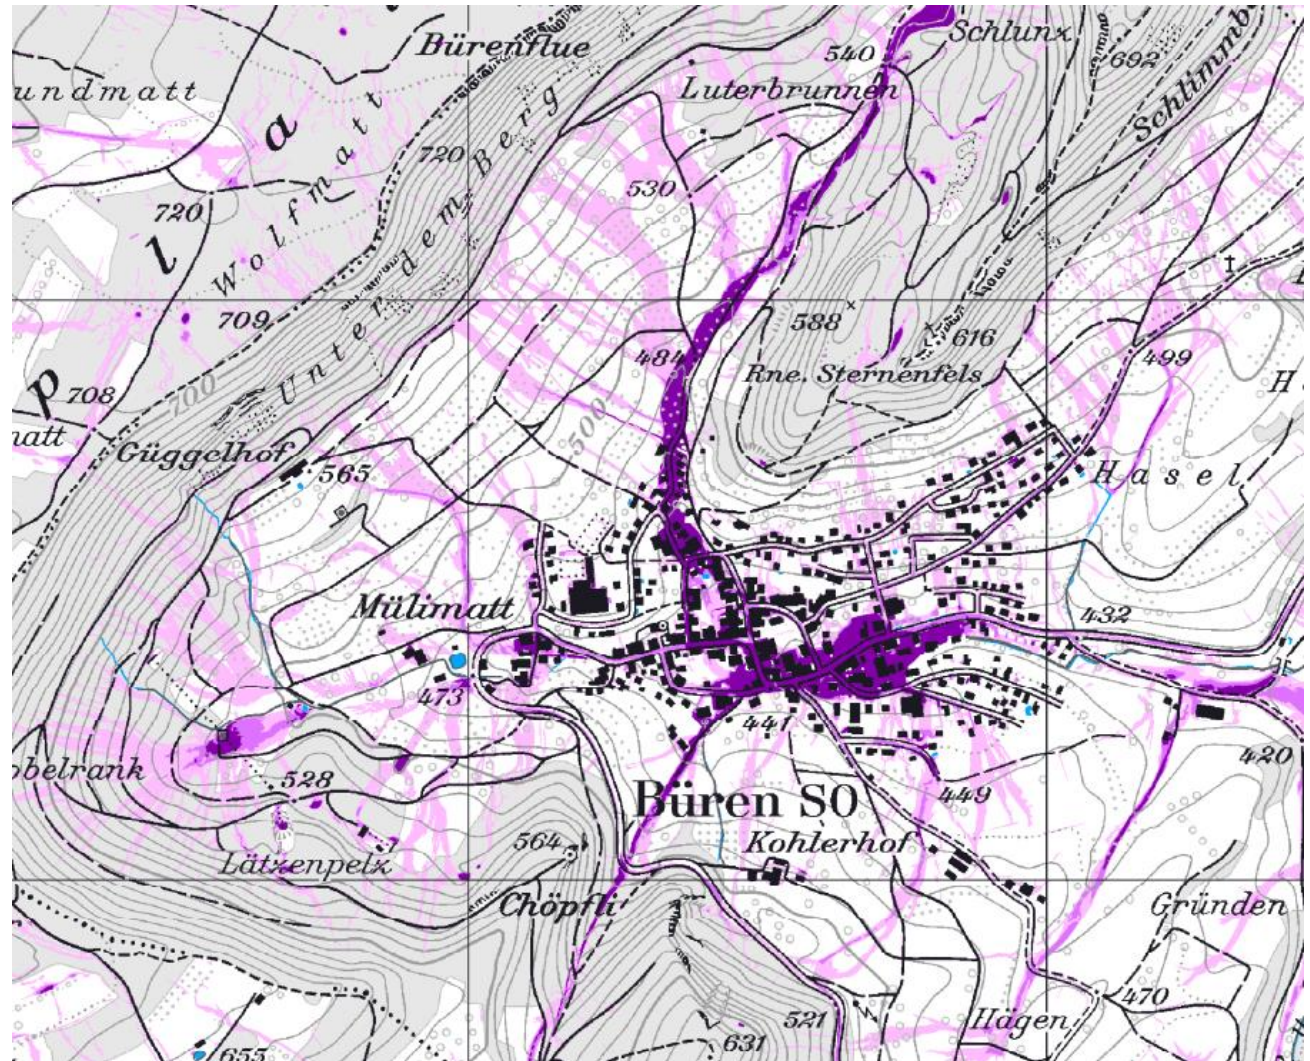 Schlunx
Bürenflue
540
692
Schlimmb
undmatt
Luterbrunnen
a
720
530
720
Wolfmatt
l
Unter dem Berg
709
588
616
484
499
Rne. Sternenfels
p
708
H
700
500
natt
Güggelhof
565
Hasel
Mülimatt
432
473
441
420
obelrank
528
449
Büren SO
564
Kohlerhof
Lätzenpelz
Chöpfli
Gründen
470
521
Hägen
631
655